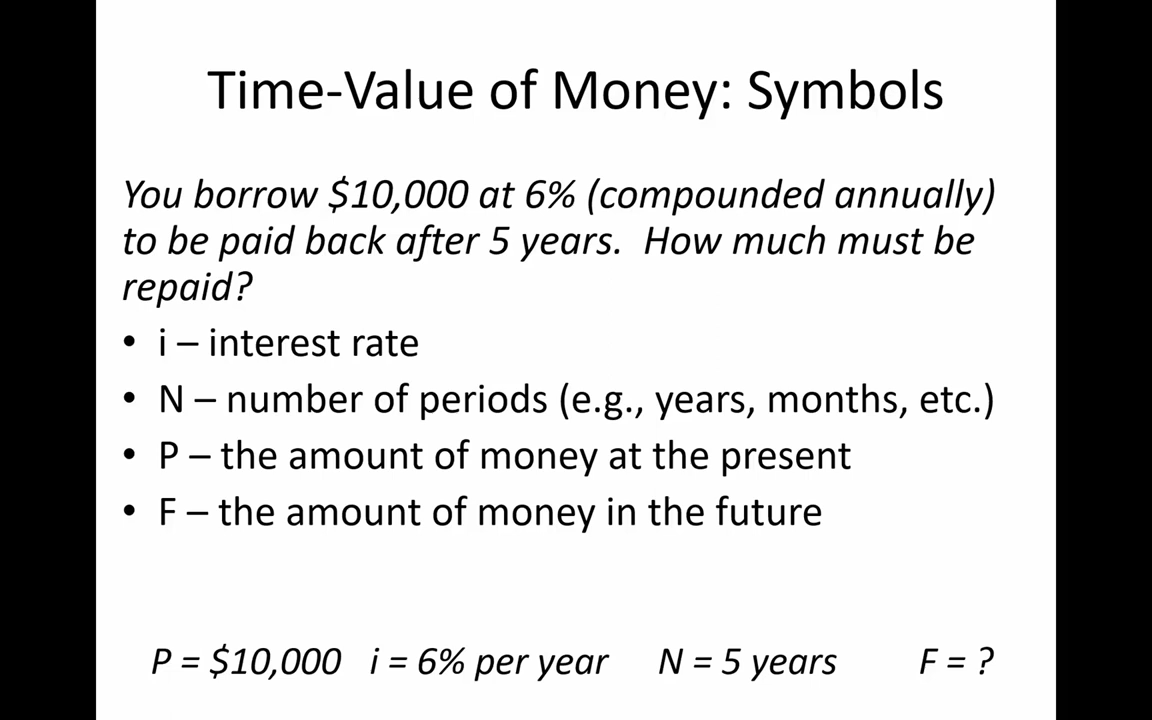 Time-Value of Money: Symbols
You borrow $10,000 at 6% (compounded annually)
to be paid back after 5 years.  How much must be
repaid?
• i – interest rate
• N – number of periods (e.g., years, months, etc.)
• P – the amount of money at the present
• F – the amount of money in the future
P = $10,000   i = 6% per year   N = 5 years   F = ?